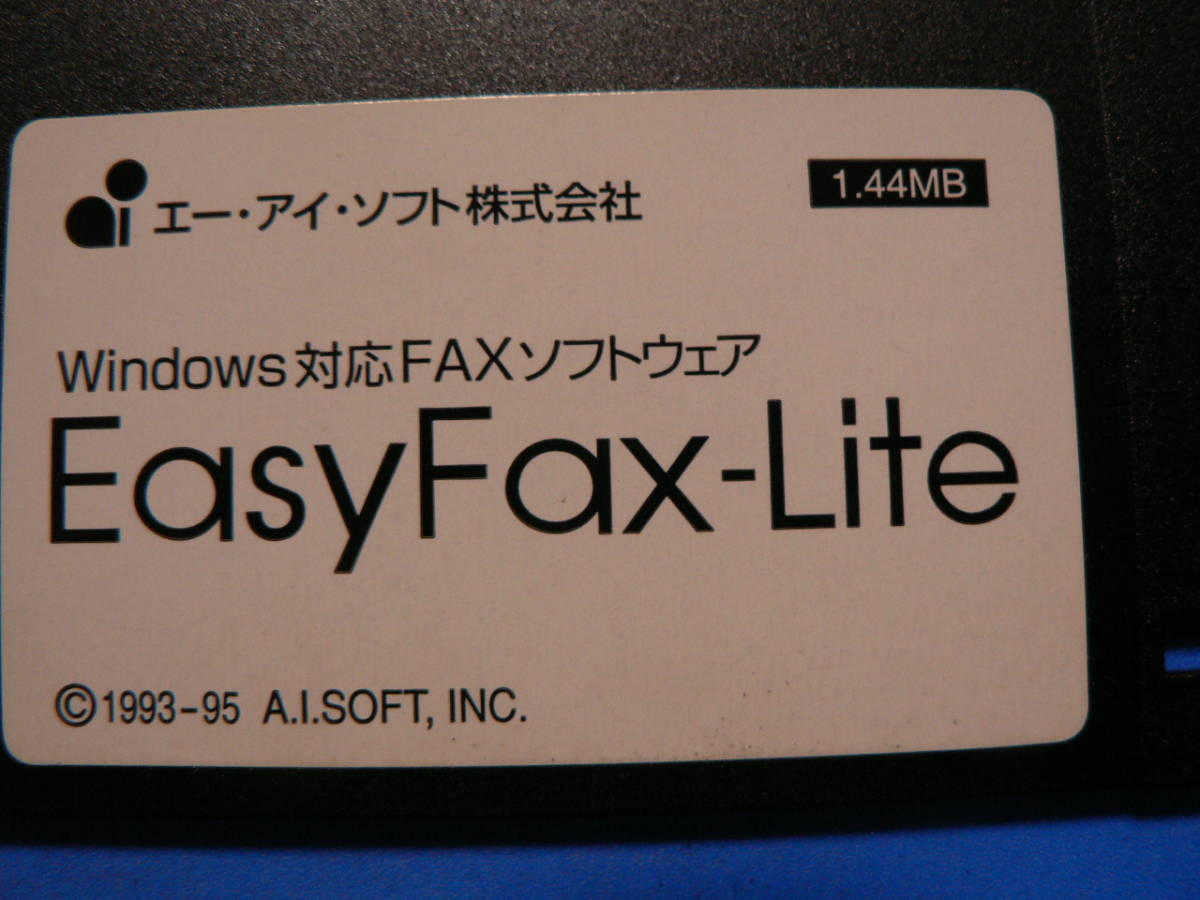 ai エー・アイ・ソフト株式会社
1.44MB
Windows対応FAXソフトウェア
EasyFax-Lite
©1993-95 A.I.SOFT, INC.